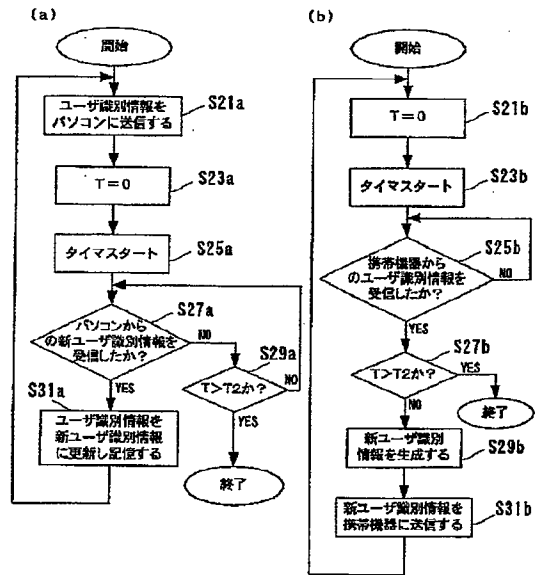 (a)
開始
ユーザ識別情報を
パソコンに送信する
S21a
T=0
S23a
タイマスタート
S25a
パソコンから
の新ユーザ識別情報を
受信したか?
S27a
NO
YES
T>T2か?
S29a
NO
YES
終了
S31a
ユーザ識別情報を
新ユーザ識別情報
に更新し記憶する
(b)
開始
T=0
S21b
タイマスタート
S23b
携帯機器から
のユーザ識別情報を
受信したか?
S25b
NO
YES
T>T2か?
S27b
YES
終了
NO
新ユーザ識別
情報を生成する
S29b
新ユーザ識別情報を
携帯機器に送信する
S31b